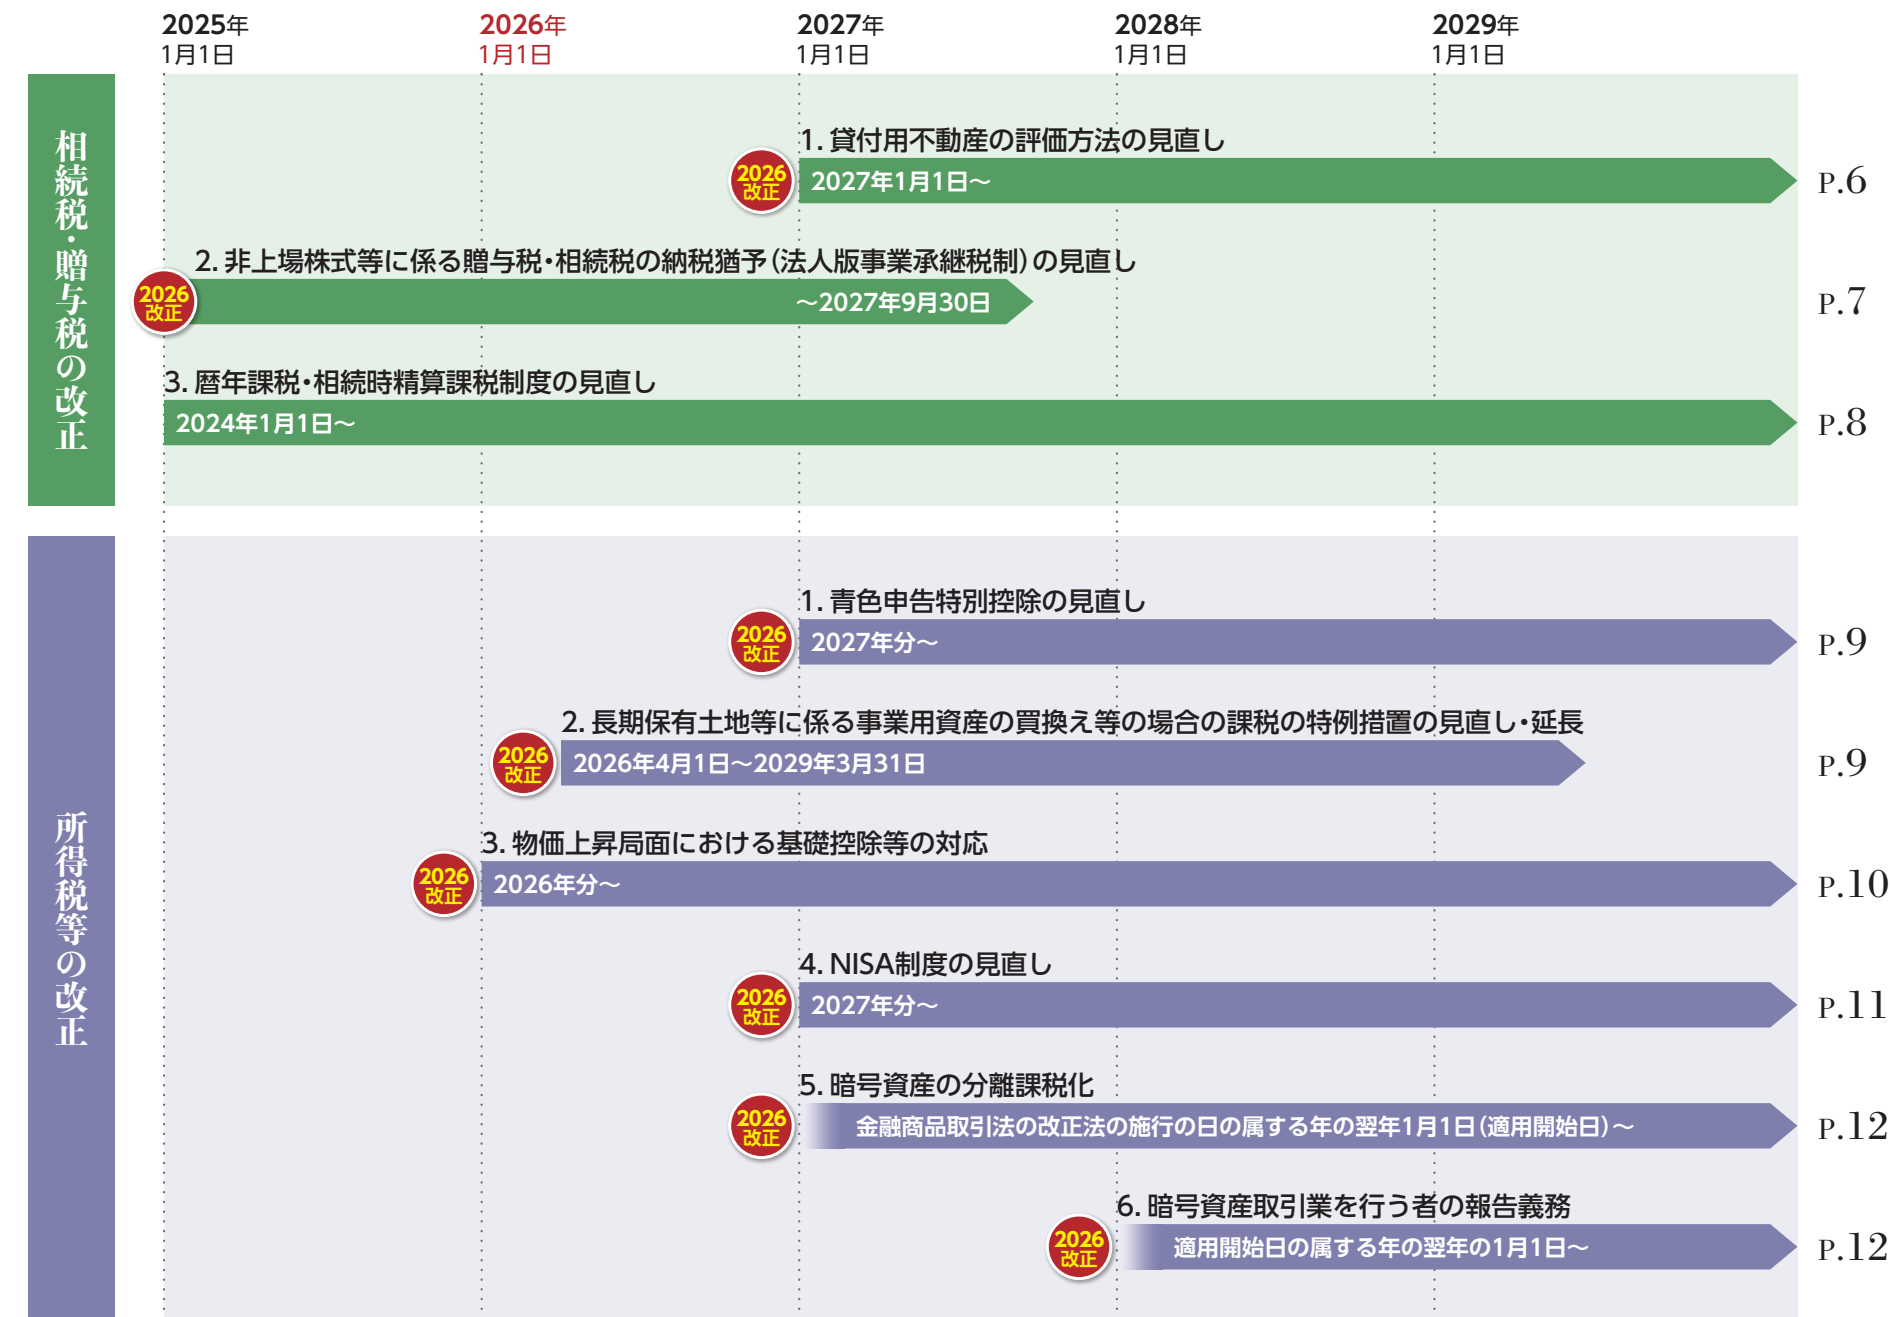 2025年
1月1日
2026年
1月1日
2027年
1月1日
2028年
1月1日
2029年
1月1日
相続税・贈与税の改正
1. 貸付用不動産の評価方法の見直し
2026
改正
2027年1月1日～
P.6
2. 非上場株式等に係る贈与税・相続税の納税猶予（法人版事業承継税制）の見直し
2026
改正
～2027年9月30日
P.7
3. 暦年課税・相続時精算課税制度の見直し
2024年1月1日～
P.8
所得税等の改正
1. 青色申告特別控除の見直し
2026
改正
2027年分～
P.9
2. 長期保有土地等に係る事業用資産の買換え等の場合の課税の特例措置の見直し・延長
2026
改正
2026年4月1日～2029年3月31日
P.9
3. 物価上昇局面における基礎控除等の対応
2026
改正
2026年分～
P.10
4. NISA制度の見直し
2026
改正
2027年分～
P.11
5. 暗号資産の分離課税化
2026
改正
金融商品取引法の改正法の施行の日の属する年の翌年1月1日（適用開始日）～
P.12
6. 暗号資産取引業を行う者の報告義務
2026
改正
適用開始日の属する年の翌年の1月1日～
P.12